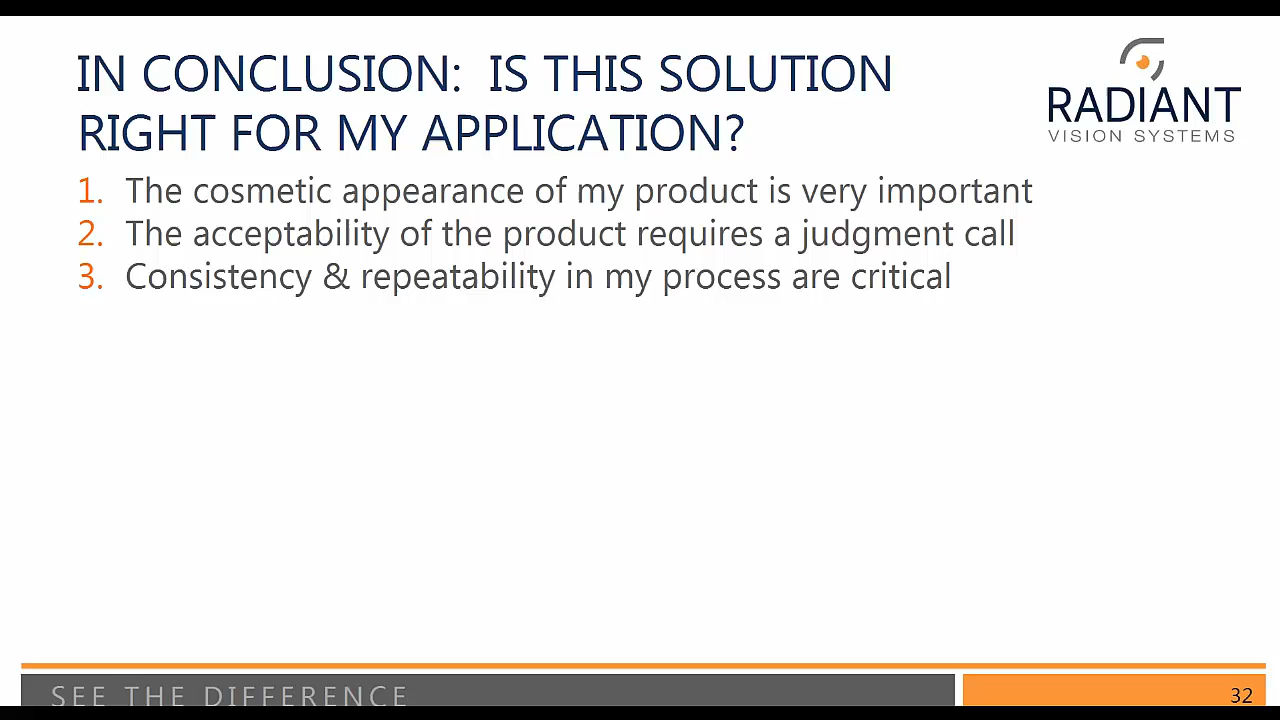 IN CONCLUSION:  IS THIS SOLUTION
RIGHT FOR MY APPLICATION?
RADIANT
VISION SYSTEMS
1. The cosmetic appearance of my product is very important
2. The acceptability of the product requires a judgment call
3. Consistency & repeatability in my process are critical
SEE THE DIFFERENCE
32